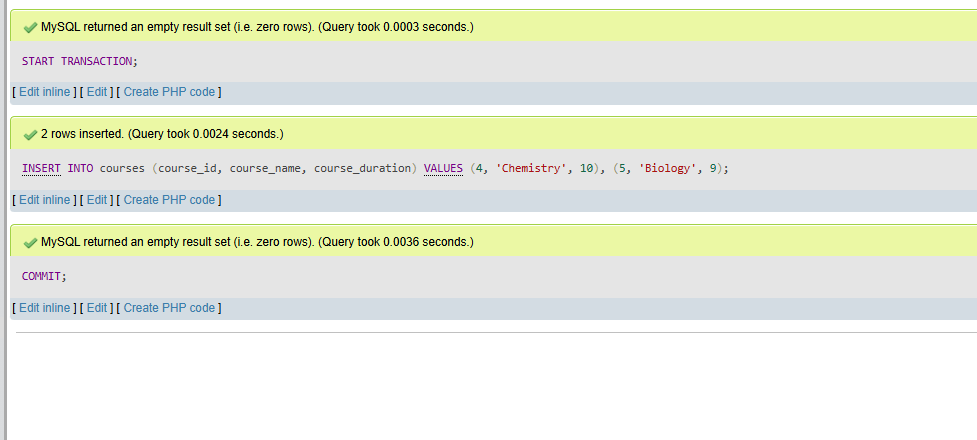 MySQL returned an empty result set (i.e. zero rows). (Query took 0.0003 seconds.)
START TRANSACTION;
[ Edit inline ] [ Edit ] [ Create PHP code ]
2 rows inserted. (Query took 0.0024 seconds.)
INSERT INTO courses (course_id, course_name, course_duration) VALUES (4, 'Chemistry', 10), (5, 'Biology', 9);
[ Edit inline ] [ Edit ] [ Create PHP code ]
MySQL returned an empty result set (i.e. zero rows). (Query took 0.0036 seconds.)
COMMIT;
[ Edit inline ] [ Edit ] [ Create PHP code ]